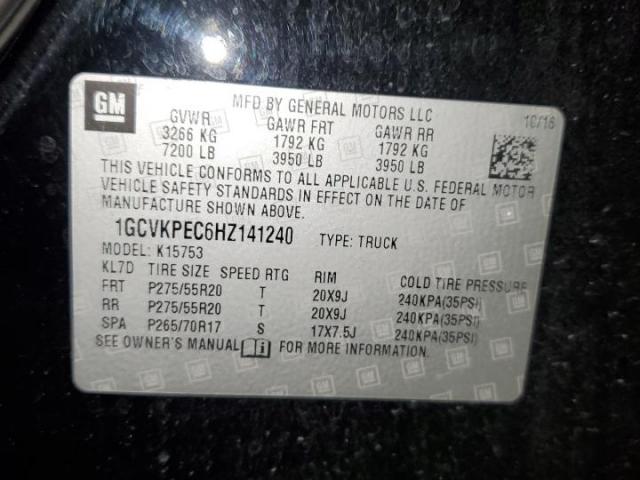 GM
MFD BY GENERAL MOTORS LLC
10/16
GVWR GAWR FRT GAWR RR
3266 KG 1792 KG 1792 KG
7200 LB 3950 LB 3950 LB
THIS VEHICLE CONFORMS TO ALL APPLICABLE U.S. FEDERAL MOTOR
VEHICLE SAFETY STANDARDS IN EFFECT ON THE DATE OF
MANUFACTURE SHOWN ABOVE.
1GCVKPEC6HZ141240 TYPE: TRUCK
MODEL: K15753
KL7D TIRE SIZE SPEED RTG RIM COLD TIRE PRESSURE
FRT P275/55R20 T 20X9J 240KPA(35PSI)
RR P275/55R20 T 20X9J 240KPA(35PSI)
SPA P265/70R17 S 17X7.5J 240KPA(35PSI)
SEE OWNER'S MANUAL FOR MORE INFORMATION.